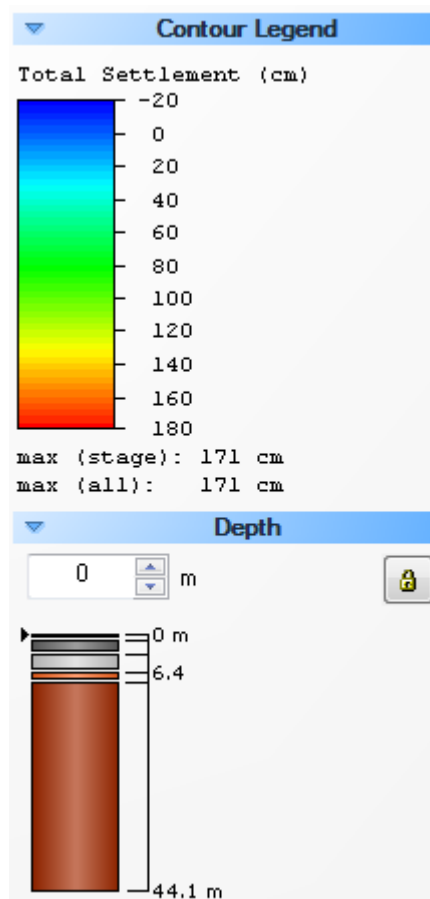 Contour Legend
Total Settlement (cm)
-20
0
20
40
60
80
100
120
140
160
180
max (stage): 171 cm
max (all): 171 cm
Depth
0 m
0 m
6.4
44.1 m